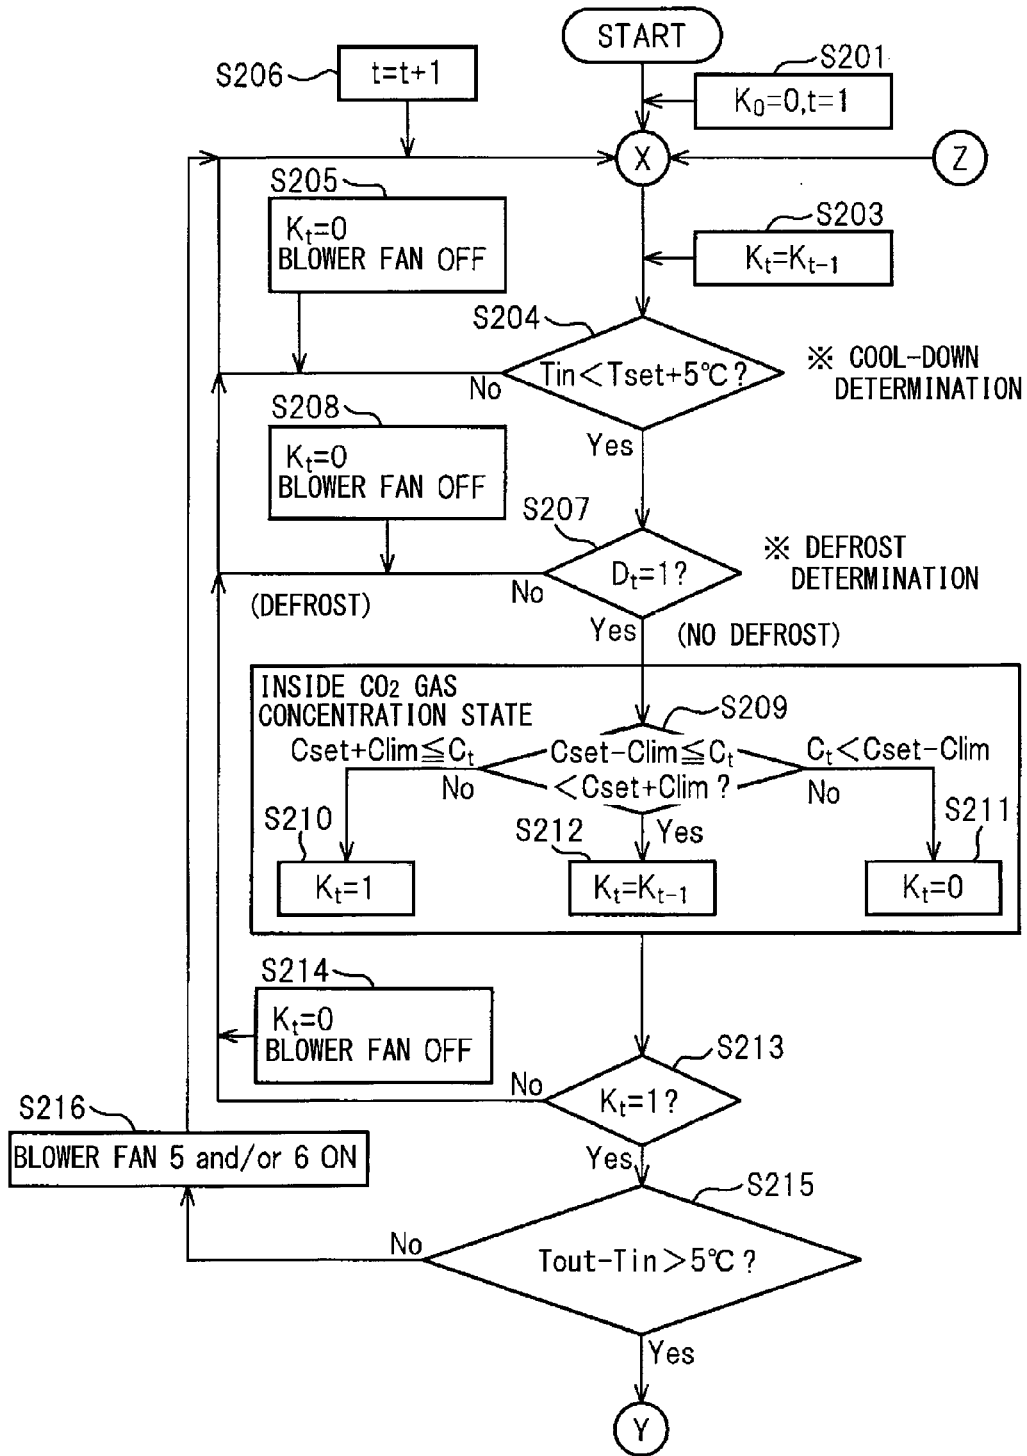 START
S201
K₀=0,t=1
S206
t=t+1
X
Z
S205
Kₜ=0
BLOWER FAN OFF
S203
Kₜ=Kₜ₋₁
S204
Tin<Tset+5℃?
No
Yes
※ COOL-DOWN
DETERMINATION
S208
Kₜ=0
BLOWER FAN OFF
S207
Dₜ=1?
No
Yes
※ DEFROST
DETERMINATION
(DEFROST)
(NO DEFROST)
INSIDE CO₂ GAS
CONCENTRATION STATE
S209
Cset+Clim≦Cₜ
Cset-Clim≦Cₜ
<Cset+Clim?
Cₜ<Cset-Clim
No
No
Yes
S210
Kₜ=1
S212
Kₜ=Kₜ₋₁
S211
Kₜ=0
S214
Kₜ=0
BLOWER FAN OFF
S213
Kₜ=1?
No
Yes
S216
BLOWER FAN 5 and/or 6 ON
S215
Tout-Tin>5℃?
No
Yes
Y